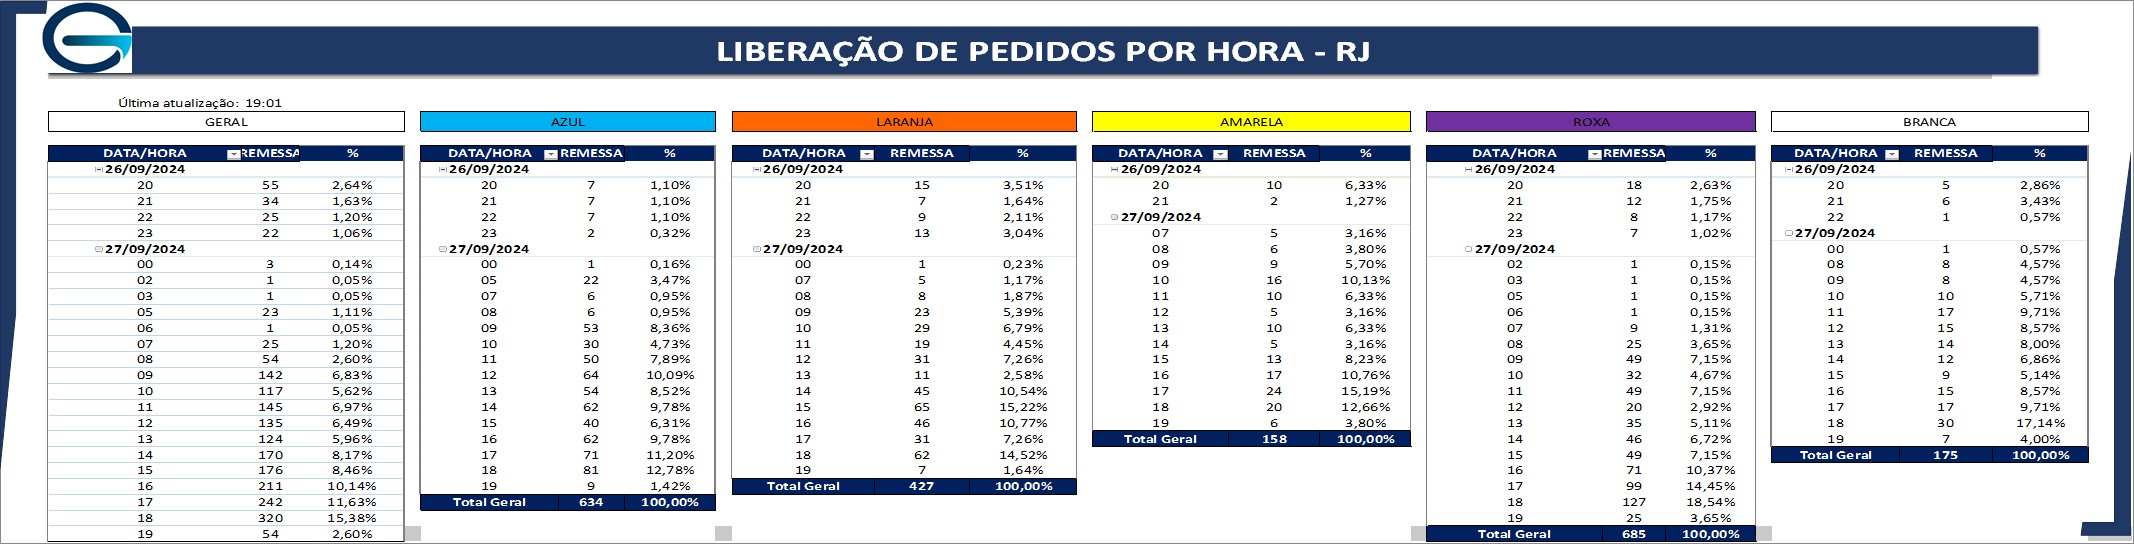 LIBERAÇÃO DE PEDIDOS POR HORA - RJ
Última atualização: 19:01
GERAL
DATA/HORA REMESSA %
26/09/2024
20 55 2,64%
21 34 1,63%
22 25 1,20%
23 22 1,06%
27/09/2024
00 3 0,14%
02 1 0,05%
03 1 0,05%
05 23 1,11%
06 1 0,05%
07 25 1,20%
08 54 2,60%
09 142 6,83%
10 117 5,62%
11 145 6,97%
12 135 6,49%
13 124 5,96%
14 170 8,17%
15 176 8,46%
16 211 10,14%
17 242 11,63%
18 320 15,38%
19 54 2,60%
AZUL
DATA/HORA REMESSA %
26/09/2024
20 7 1,10%
21 7 1,10%
22 7 1,10%
23 2 0,32%
27/09/2024
00 1 0,16%
05 22 3,47%
07 6 0,95%
08 6 0,95%
09 53 8,36%
10 30 4,73%
11 50 7,89%
12 64 10,09%
13 54 8,52%
14 62 9,78%
15 40 6,31%
16 62 9,78%
17 71 11,20%
18 81 12,78%
19 9 1,42%
Total Geral 634 100,00%
LARANJA
DATA/HORA REMESSA %
26/09/2024
20 15 3,51%
21 7 1,64%
22 9 2,11%
23 13 3,04%
27/09/2024
00 1 0,23%
07 5 1,17%
08 8 1,87%
09 23 5,39%
10 29 6,79%
11 19 4,45%
12 31 7,26%
13 11 2,58%
14 45 10,54%
15 65 15,22%
16 46 10,77%
17 31 7,26%
18 62 14,52%
19 7 1,64%
Total Geral 427 100,00%
AMARELA
DATA/HORA REMESSA %
26/09/2024
20 10 6,33%
21 2 1,27%
27/09/2024
07 5 3,16%
08 6 3,80%
09 9 5,70%
10 16 10,13%
11 10 6,33%
12 5 3,16%
13 10 6,33%
14 5 3,16%
15 13 8,23%
16 17 10,76%
17 24 15,19%
18 20 12,66%
19 6 3,80%
Total Geral 158 100,00%
ROXA
DATA/HORA REMESSA %
26/09/2024
20 18 2,63%
21 12 1,75%
22 8 1,17%
23 7 1,02%
27/09/2024
02 1 0,15%
03 1 0,15%
05 1 0,15%
06 1 0,15%
07 9 1,31%
08 25 3,65%
09 49 7,15%
10 32 4,67%
11 49 7,15%
12 20 2,92%
13 35 5,11%
14 46 6,72%
15 49 7,15%
16 71 10,37%
17 99 14,45%
18 127 18,54%
19 25 3,65%
Total Geral 685 100,00%
BRANCA
DATA/HORA REMESSA %
26/09/2024
20 5 2,86%
21 6 3,43%
22 1 0,57%
27/09/2024
00 1 0,57%
08 8 4,57%
09 8 4,57%
10 10 5,71%
11 17 9,71%
12 15 8,57%
13 14 8,00%
14 12 6,86%
15 9 5,14%
16 15 8,57%
17 17 9,71%
18 30 17,14%
19 7 4,00%
Total Geral 175 100,00%